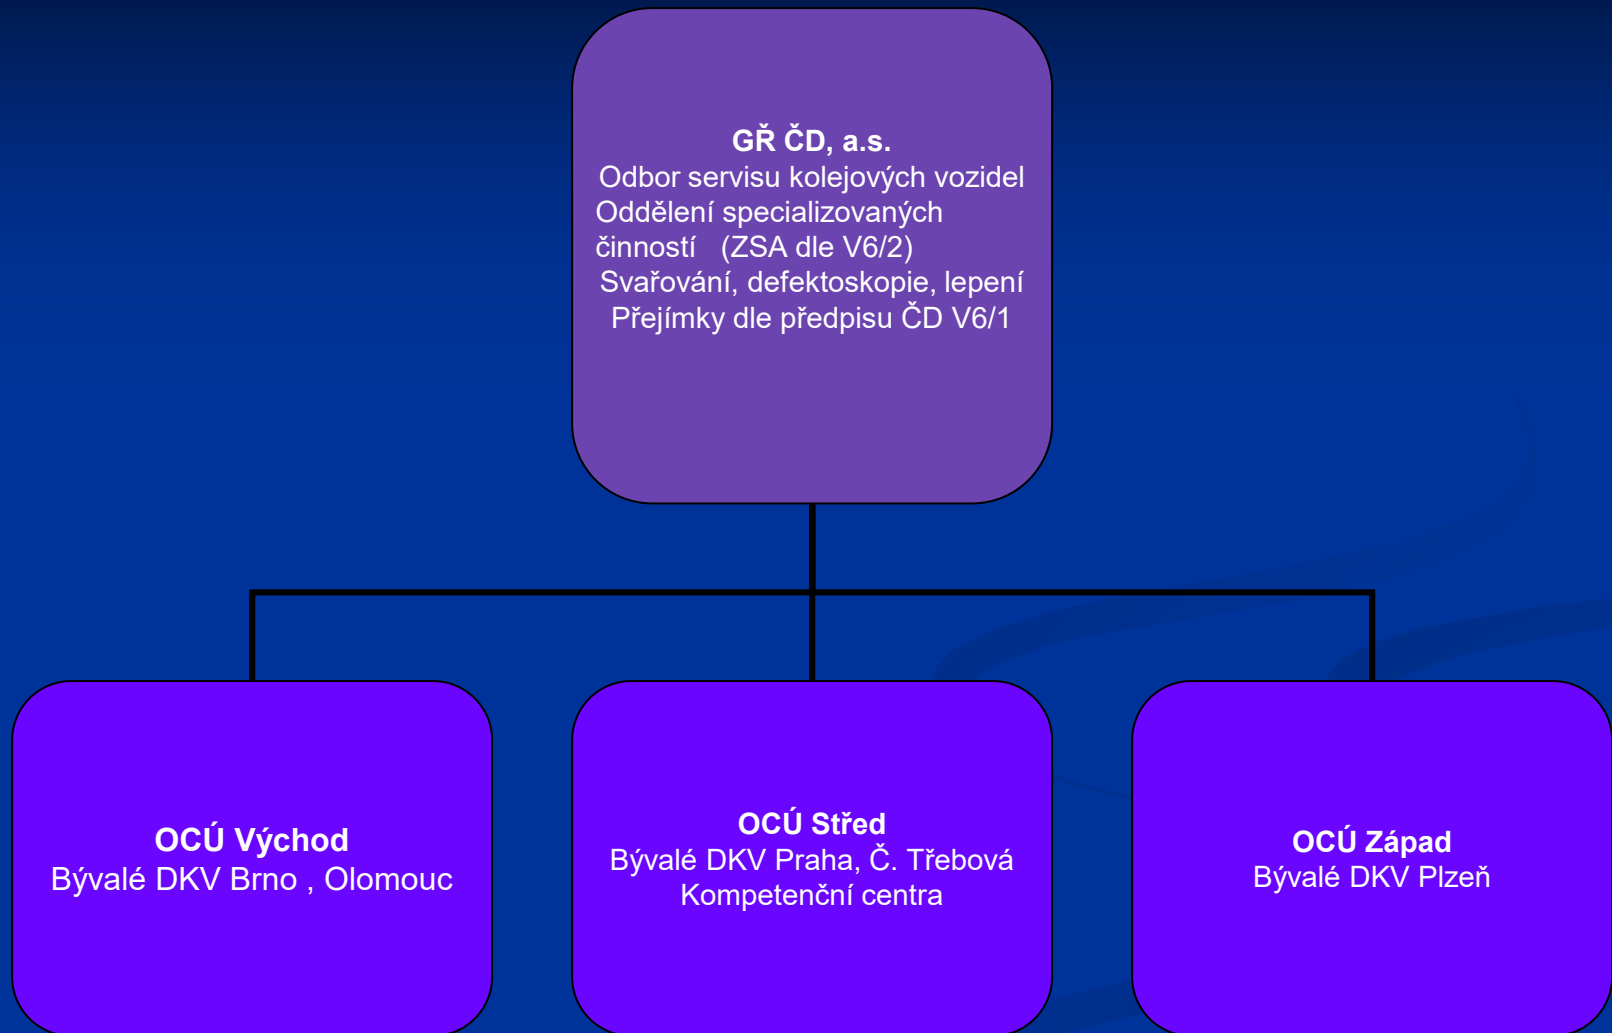 GŘ ČD, a.s.
Odbor servisu kolejových vozidel
Oddělení specializovaných
činností (ZSA dle V6/2)
Svařování, defektoskopie, lepení
Přejímky dle předpisu ČD V6/1
OCÚ Východ
Bývalé DKV Brno , Olomouc
OCÚ Střed
Bývalé DKV Praha, Č. Třebová
Kompetenční centra
OCÚ Západ
Bývalé DKV Plzeň